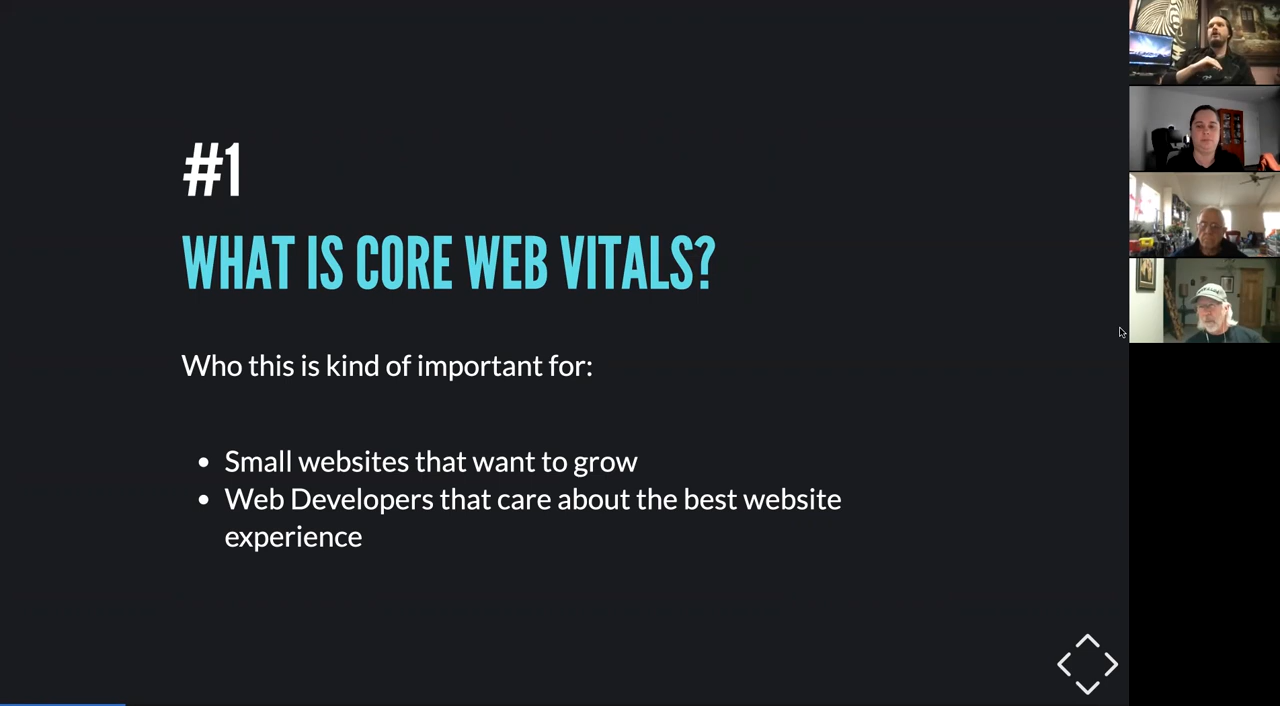 #1
WHAT IS CORE WEB VITALS?
Who this is kind of important for:
Small websites that want to grow
Web Developers that care about the best website
experience